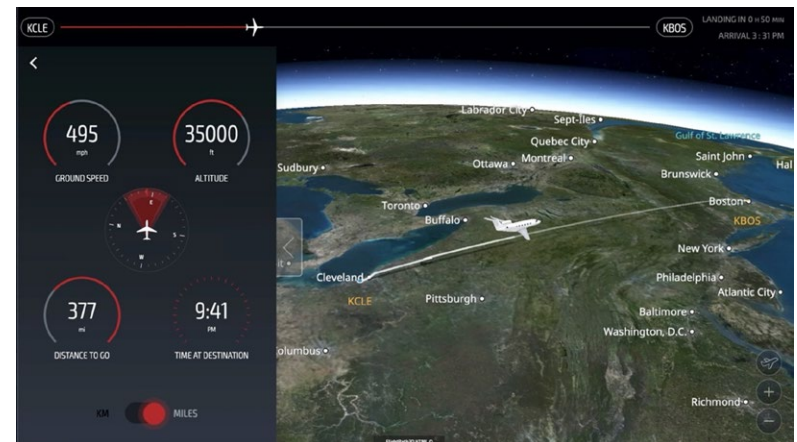 KCLE
KBOS
LANDING IN 0 H 50 MIN
ARRIVAL 3 : 31 PM
495
mph
GROUND SPEED
35000
ft
ALTITUDE
E
N
S
W
377
mi
DISTANCE TO GO
9:41
PM
TIME AT DESTINATION
KM
MILES
Labrador City
Sept-Iles
Gulf of St. Lawrence
Quebec City
Sudbury
Ottawa
Montreal
Saint John
Hal
Brunswick
Toronto
Buffalo
Boston
KBOS
New York
Cleveland
KCLE
Pittsburgh
Philadelphia
Atlantic City
Baltimore
Washington, D.C.
olumbus
Richmond